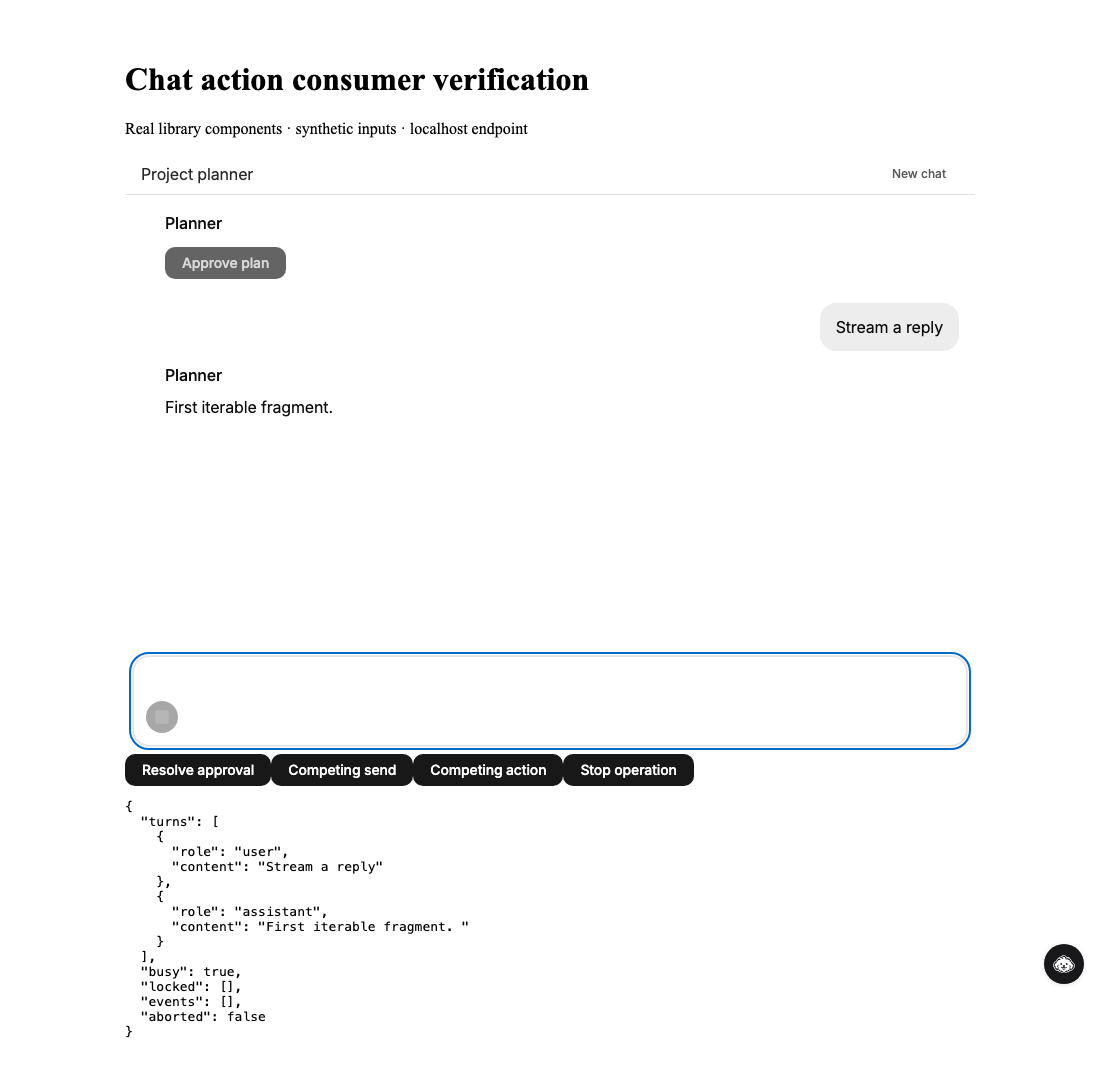 Chat action consumer verification
Real library components · synthetic inputs · localhost endpoint
Project planner
New chat
Planner
Approve plan
Stream a reply
Planner
First iterable fragment.
Resolve approval
Competing send
Competing action
Stop operation
{
  "turns": [
    {
      "role": "user",
      "content": "Stream a reply"
    },
    {
      "role": "assistant",
      "content": "First iterable fragment. "
    }
  ],
  "busy": true,
  "locked": [],
  "events": [],
  "aborted": false
}